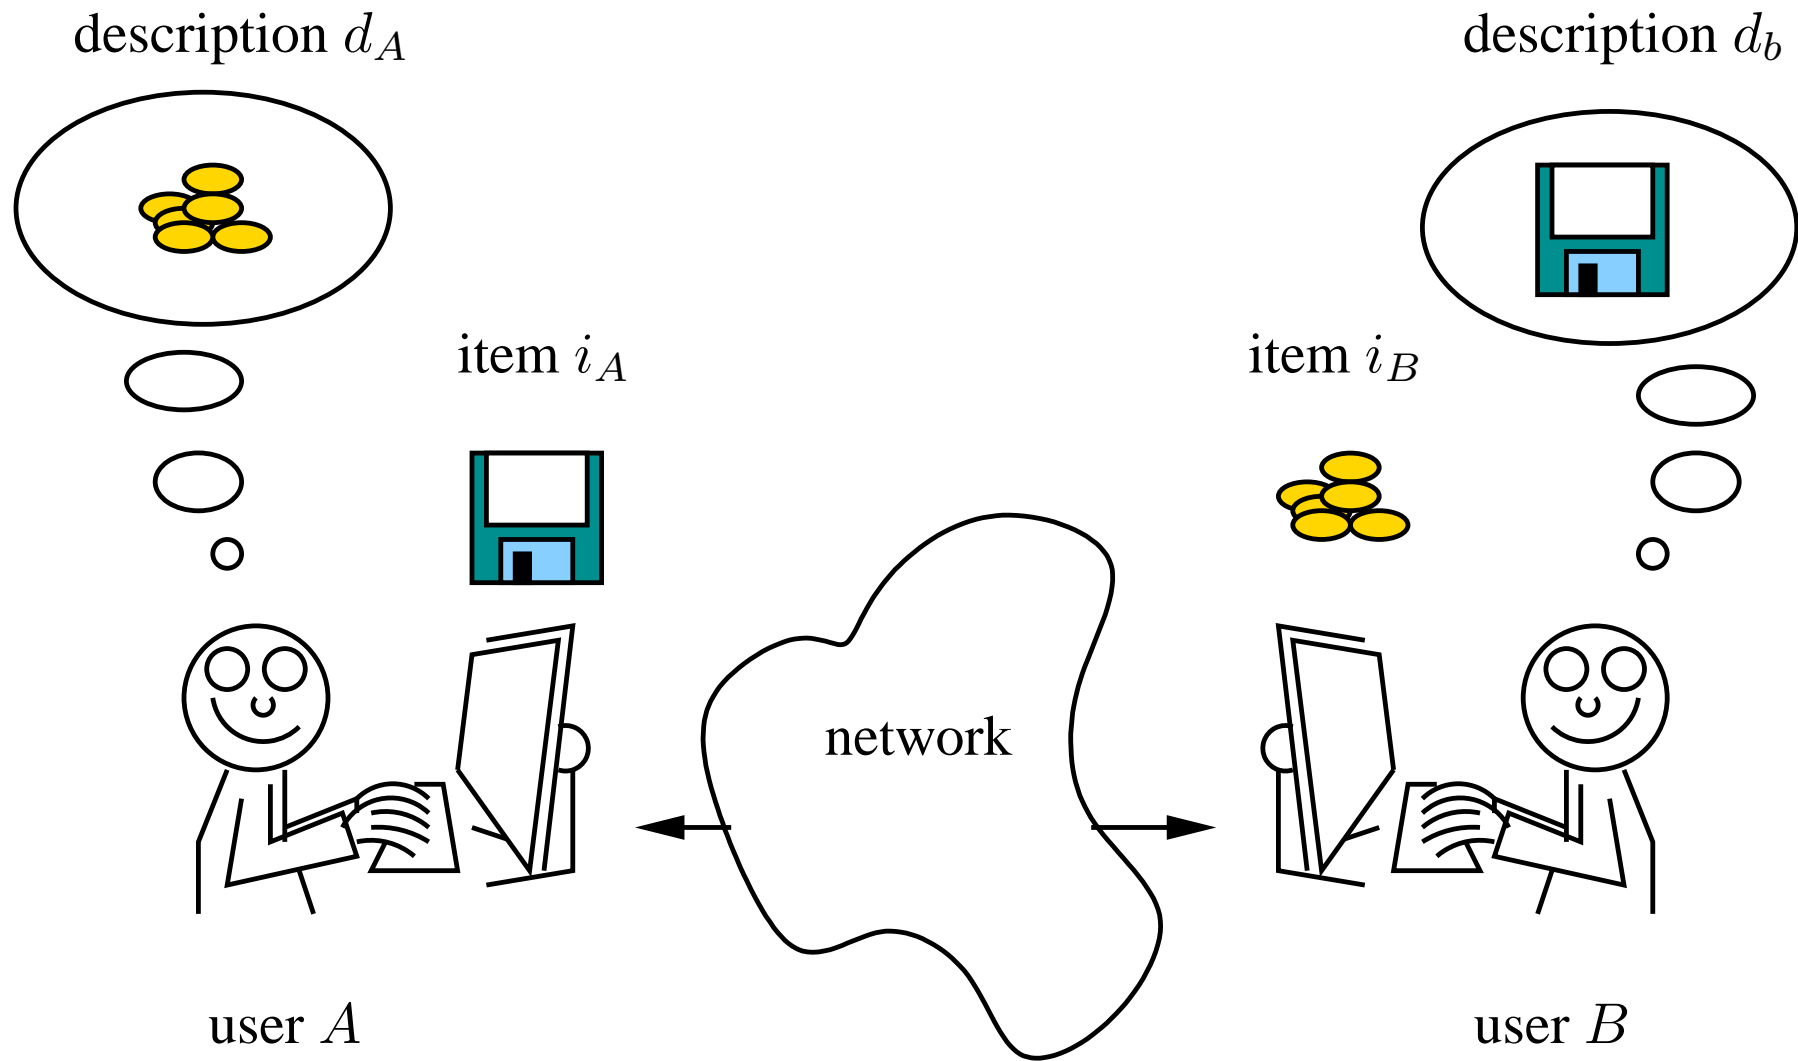 description d_A
description d_b
item i_A
item i_B
network
user A
user B